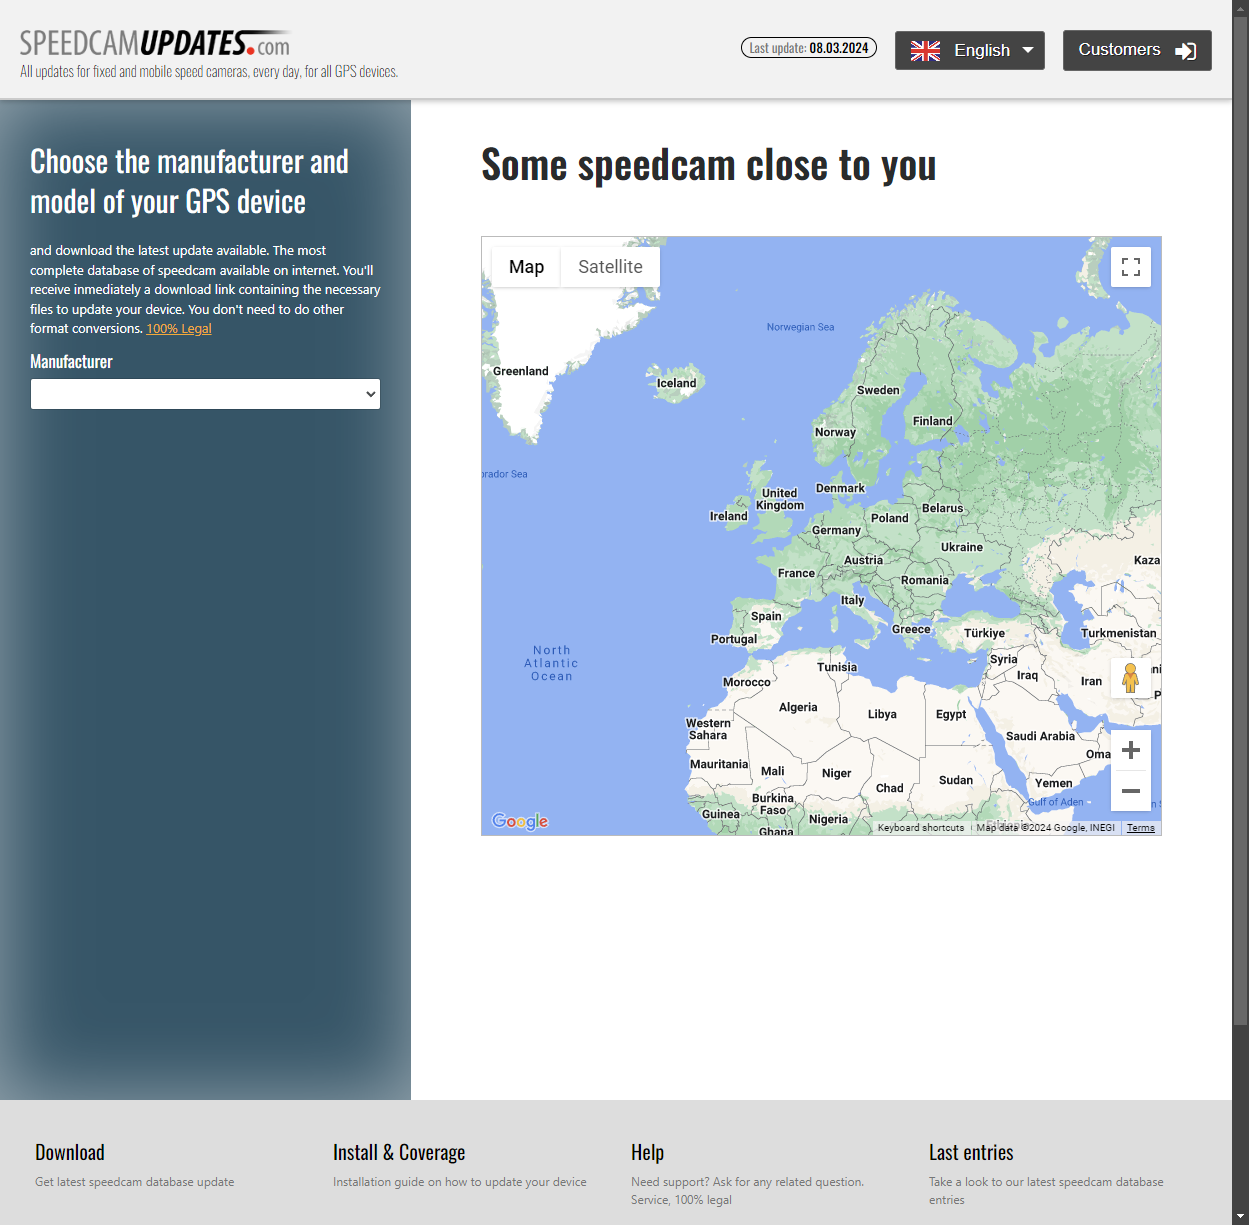 SPEEDCAMUPDATES.com
All updates for fixed and mobile speed cameras, every day, for all GPS devices.
Last update: 08.03.2024
English
Customers
Choose the manufacturer and
model of your GPS device
and download the latest update available. The most
complete database of speedcam available on internet. You'll
receive inmediately a download link containing the necessary
files to update your device. You don't need to do other
format conversions. 100% Legal
Manufacturer
Some speedcam close to you
Map
Satellite
Norwegian Sea
Greenland
Iceland
Sweden
Finland
Norway
rador Sea
Denmark
United
Kingdom
Ireland
Belarus
Poland
Germany
Ukraine
Austria
Kaza
France
Romania
Italy
Spain
Greece
Türkiye
Turkmenistan
Portugal
North
Atlantic
Ocean
Tunisia
Syria
Iraq
Iran
Morocco
Algeria
Libya
Egypt
Western
Sahara
Saudi Arabia
Oma
Mauritania
Mali
Niger
Chad
Sudan
Yemen
Gulf of Aden
Burkina
Faso
Guinea
Nigeria
Ghana
Google
Keyboard shortcuts
Map data ©2024 Google, INEGI
Terms
Download
Get latest speedcam database update
Install & Coverage
Installation guide on how to update your device
Help
Need support? Ask for any related question.
Service, 100% legal
Last entries
Take a look to our latest speedcam database
entries